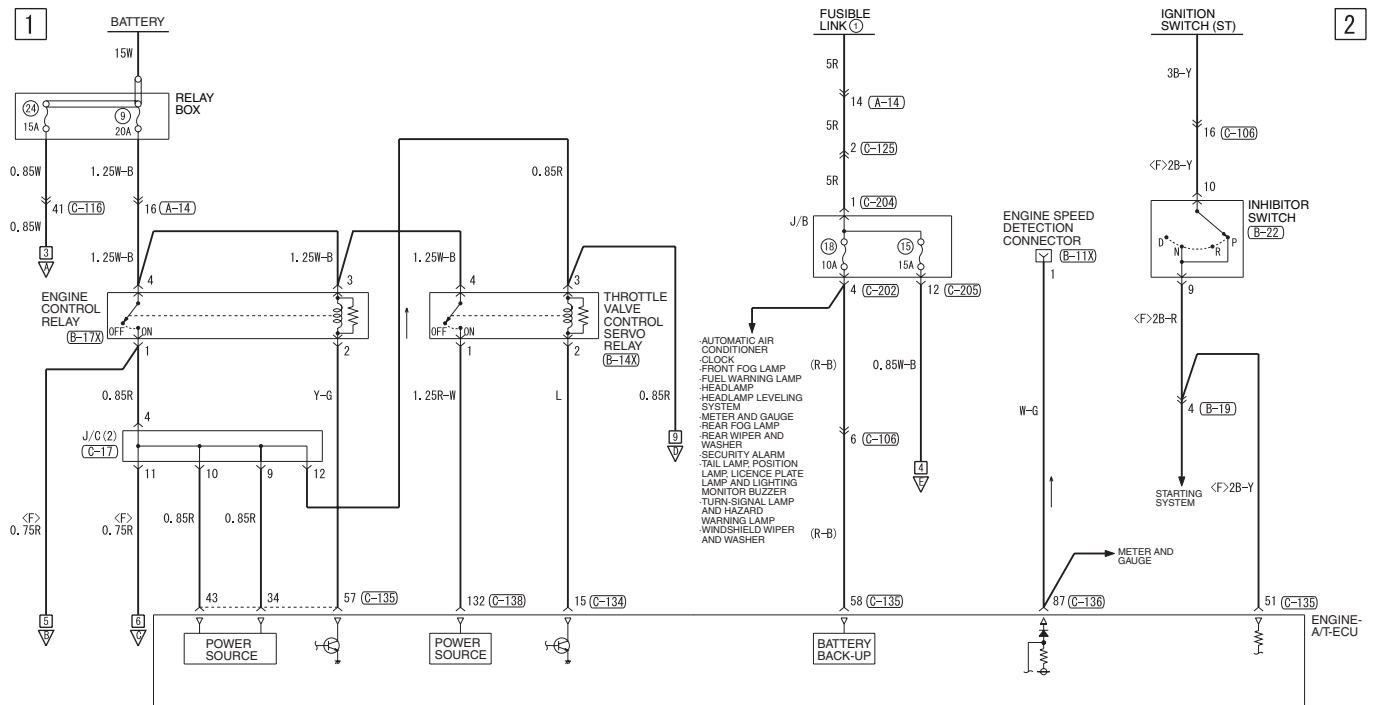 1
BATTERY
15W
RELAY
BOX
24
15A
9
20A
0.85W
1.25W-B
41 (C-116)
16 (A-14)
0.85W
3
A
1.25W-B
1.25W-B
1.25W-B
0.85R
4
3
4
3
ENGINE
CONTROL
RELAY
(B-17X)
OFF
ON
OFF
ON
THROTTLE
VALVE
CONTROL
SERVO
RELAY
(B-14X)
1
2
1
2
0.85R
Y-G
1.25R-W
L
0.85R
4
J/C(2)
(C-17)
11
10
9
12
9
D
<F>
0.75R
<F>
0.75R
0.85R
0.85R
43
34
57 (C-135)
132 (C-138)
15 (C-134)
5
B
6
C
POWER
SOURCE
POWER
SOURCE
FUSIBLE
LINK 1
5R
14 (A-14)
5R
2 (C-125)
5R
1 (C-204)
J/B
18
10A
15
15A
4 (C-202)
12 (C-205)
·AUTOMATIC AIR
CONDITIONER
·CLOCK
·FRONT FOG LAMP
·FUEL WARNING LAMP
·HEADLAMP
·HEADLAMP LEVELING
SYSTEM
·METER AND GAUGE
·REAR FOG LAMP
·REAR WIPER AND
WASHER
·SECURITY ALARM
·TAIL LAMP, POSITION
LAMP, LICENCE PLATE
LAMP AND LIGHTING
MONITOR BUZZER
·TURN-SIGNAL LAMP
AND HAZARD
WARNING LAMP
·WINDSHIELD WIPER
AND WASHER
(R-B)
0.85W-B
6 (C-106)
4
E
(R-B)
58 (C-135)
BATTERY
BACK-UP
ENGINE SPEED
DETECTION
CONNECTOR
(B-11X)
1
W-G
METER AND
GAUGE
87 (C-136)
IGNITION
SWITCH (ST)
2
3B-Y
16 (C-106)
<F>2B-Y
10
INHIBITOR
SWITCH
(B-22)
D
N
R
P
9
<F>2B-R
4 (B-19)
STARTING
SYSTEM
<F>2B-Y
51 (C-135)
ENGINE-
A/T-ECU